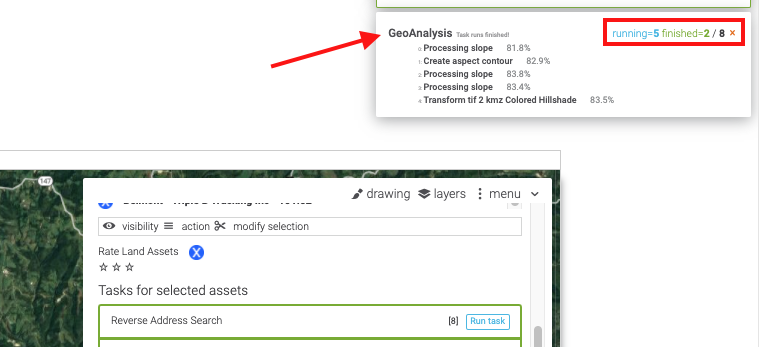 GeoAnalysis Task runs finished! running=5 finished=2 / 8 ×
0. Processing slope 81.8%
1. Create aspect contour 82.9%
2. Processing slope 83.8%
3. Processing slope 83.4%
4. Transform tif 2 kmz Colored Hillshade 83.5%
147
drawing layers menu
visibility action modify selection
Rate Land Assets X
Tasks for selected assets
Reverse Address Search [8] Run task